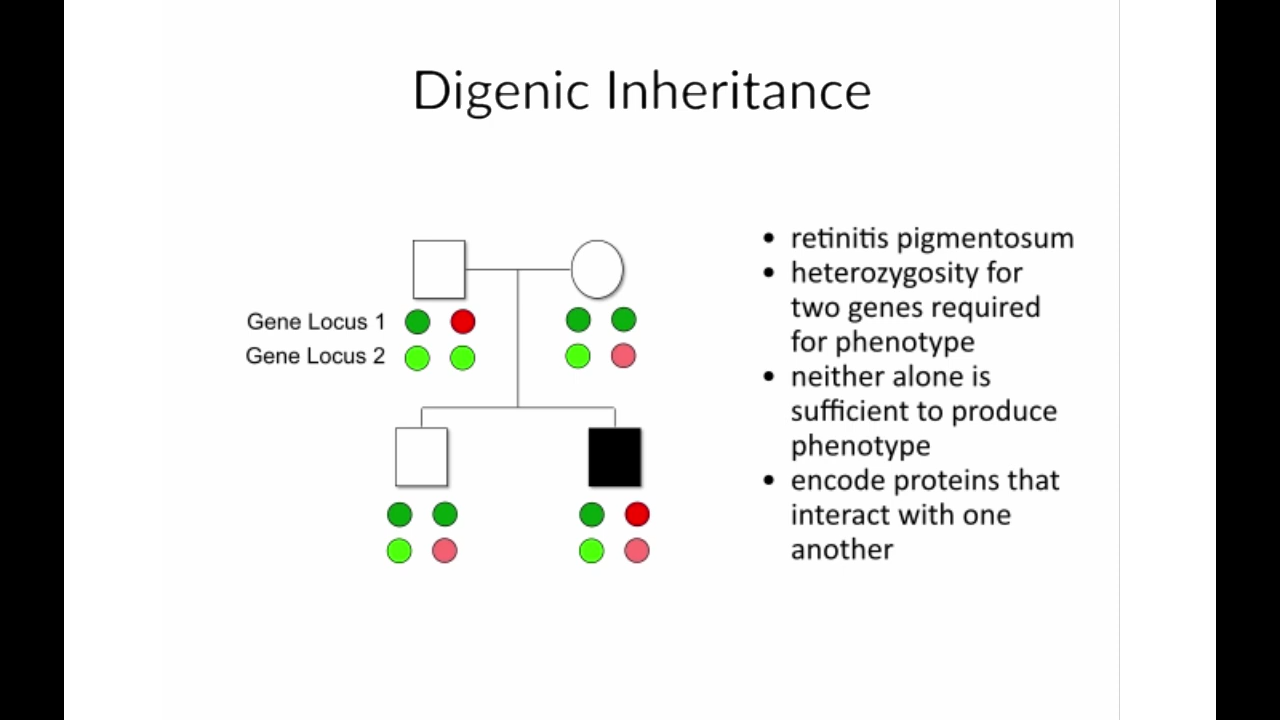 Digenic Inheritance
Gene Locus 1
Gene Locus 2
• retinitis pigmentosum
• heterozygosity for
two genes required
for phenotype
• neither alone is
sufficient to produce
phenotype
• encode proteins that
interact with one
another